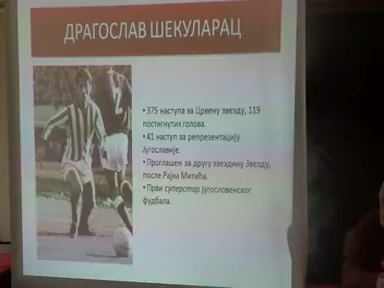 ДРАГОСЛАВ ШЕКУЛАРАЦ
• 375 наступа за Црвену звезду, 119
постигнутих голова.
• 41 наступ за репрезентацију
југославије.
• Проглашен за другу звездину Звезду,
после Рајка Митића.
• Први суперстар југословенског
фудбала.